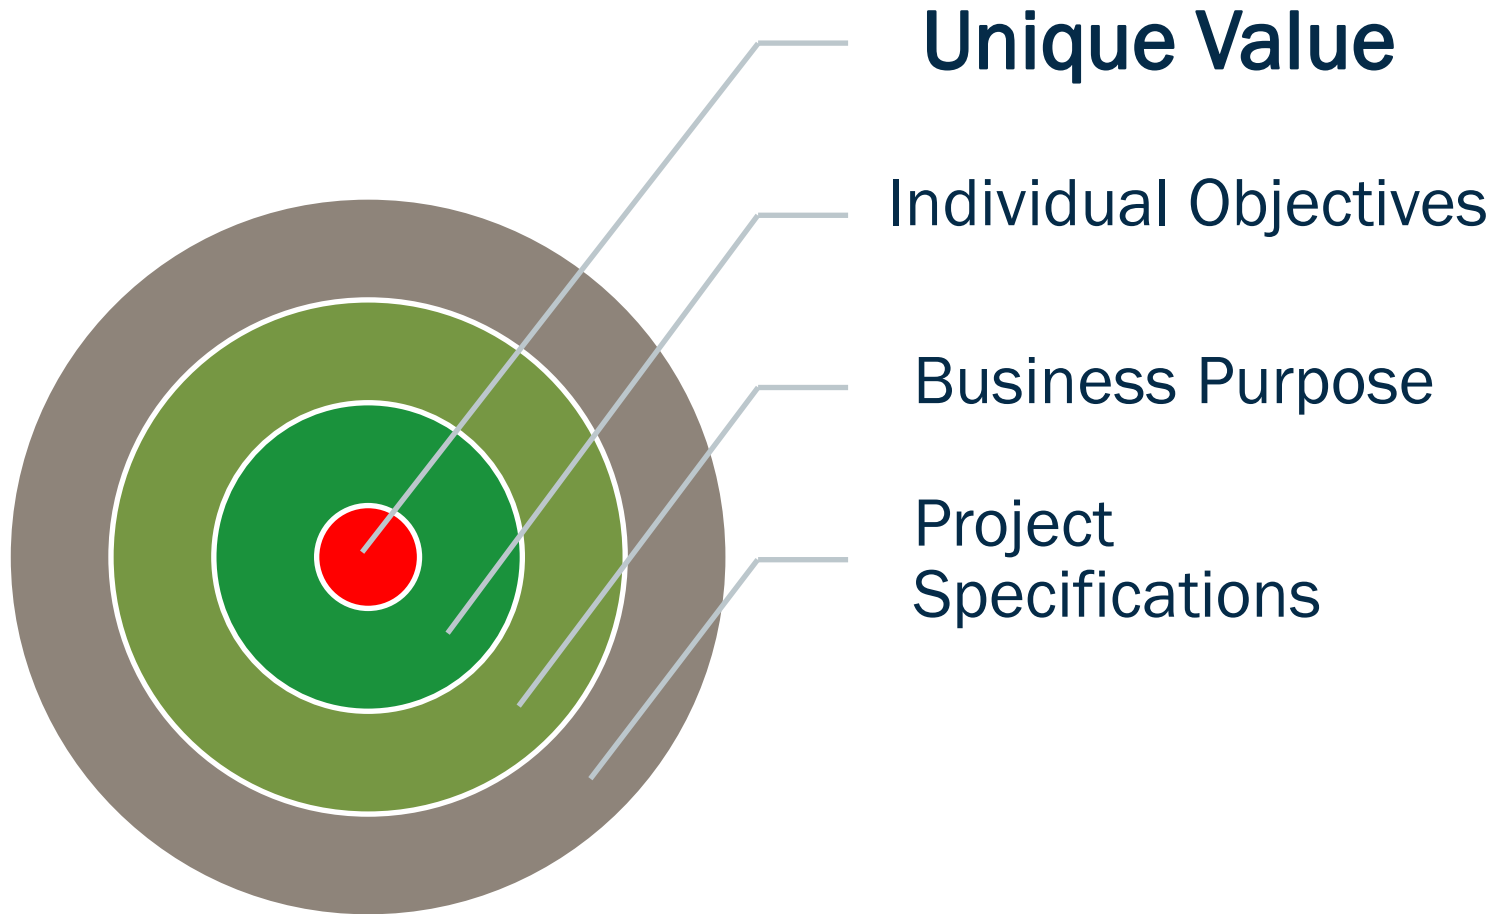 Unique Value
Individual Objectives
Business Purpose
Project
Specifications